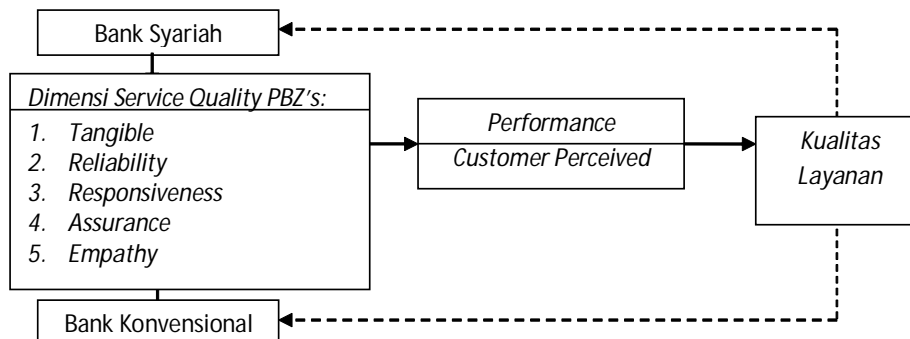 Bank Syariah
Dimensi Service Quality PBZ's:
1. Tangible
2. Reliability
3. Responsiveness
4. Assurance
5. Empathy
Performance
Customer Perceived
Kualitas
Layanan
Bank Konvensional